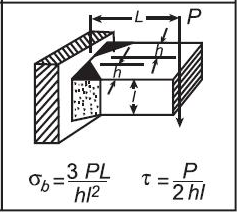 L P
h
h
l
σb = 3 PL / hl² τ = P / 2 hl